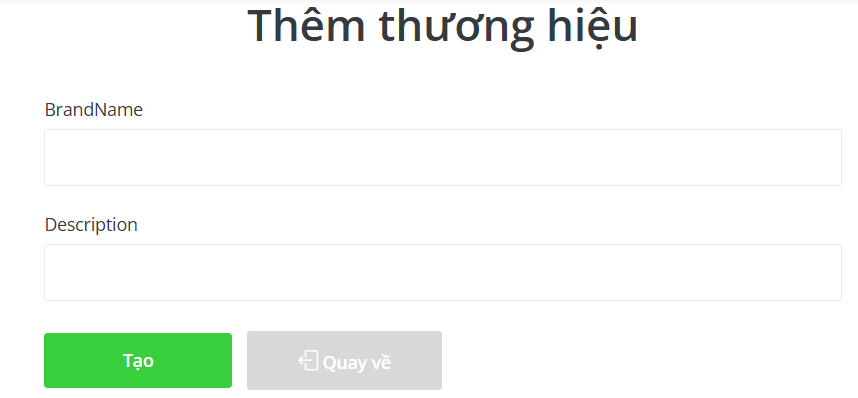 Thêm thương hiệu
BrandName
Description
Tạo
Quay về